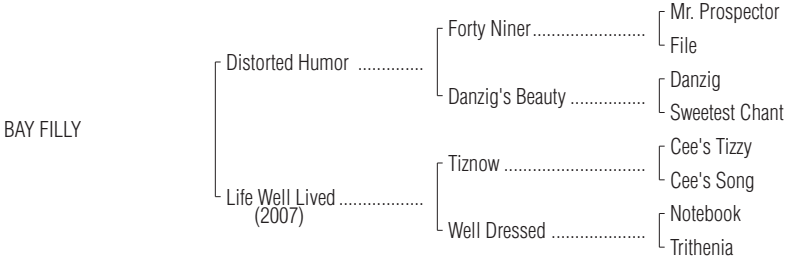 Mr. Prospector
Forty Niner
File
Distorted Humor
Danzig
Danzig's Beauty
Sweetest Chant
BAY FILLY
Cee's Tizzy
Tiznow
Cee's Song
Life Well Lived
(2007)
Notebook
Well Dressed
Trithenia